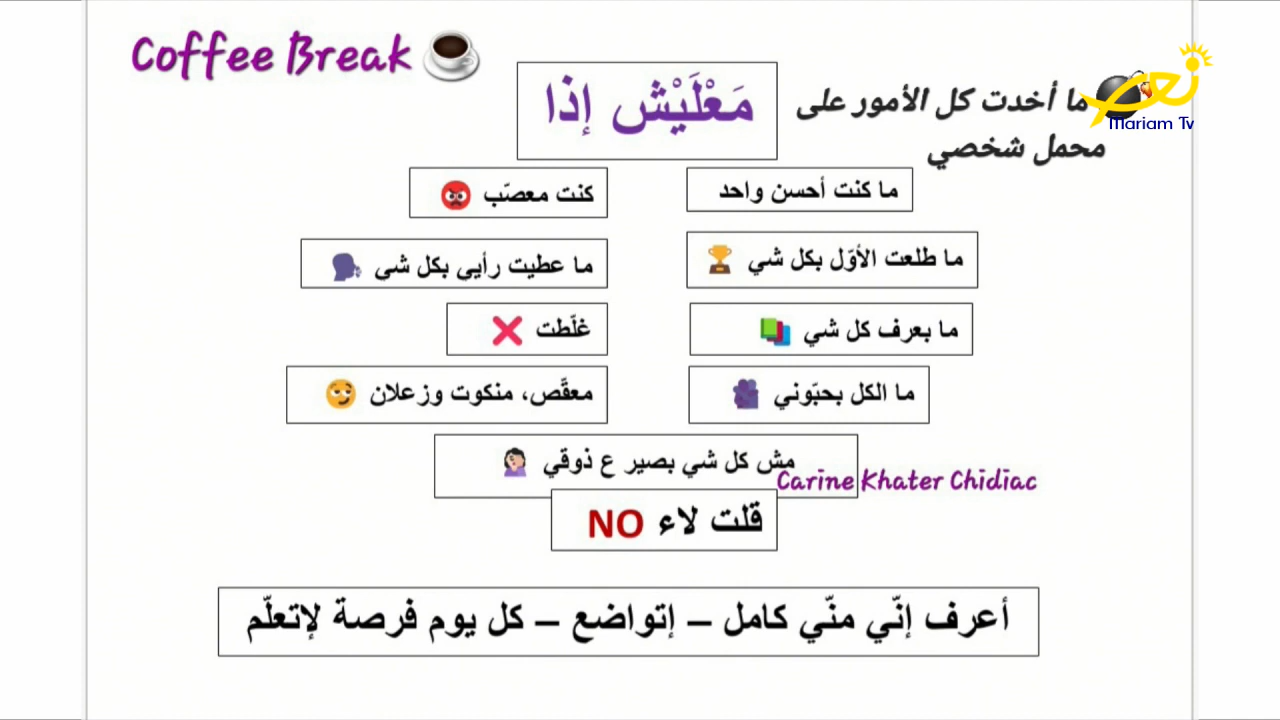 Coffee Break
مَعْلَيْش إذا
ما أخدت كل الأمور على
محمل شخصي
نور
Mariam Tv
ما كنت أحسن واحد
كنت معصّب
ما طلعت الأوّل بكل شي
ما عطيت رأيي بكل شي
ما بعرف كل شي
غلّطت
ما الكل بحبّوني
معقّص، منكوت وزعلان
مش كل شي بصير ع ذوقي
Carine Khater Chidiac
قلت لاء NO
أعرف إنّي منّي كامل – إتواضع – كل يوم فرصة لإتعلّم